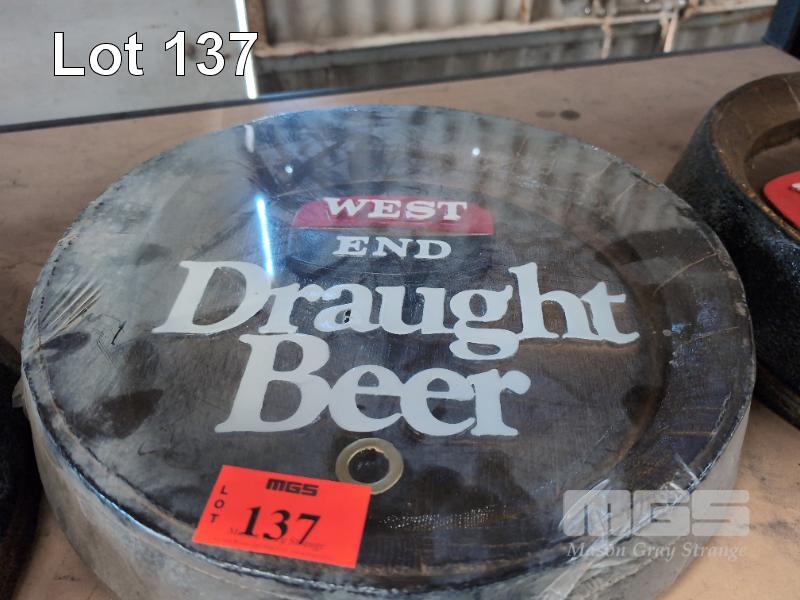 Lot 137
WEST
END
Draught
Beer
MGS
LOT
137
MGS
Mason Gray Strange